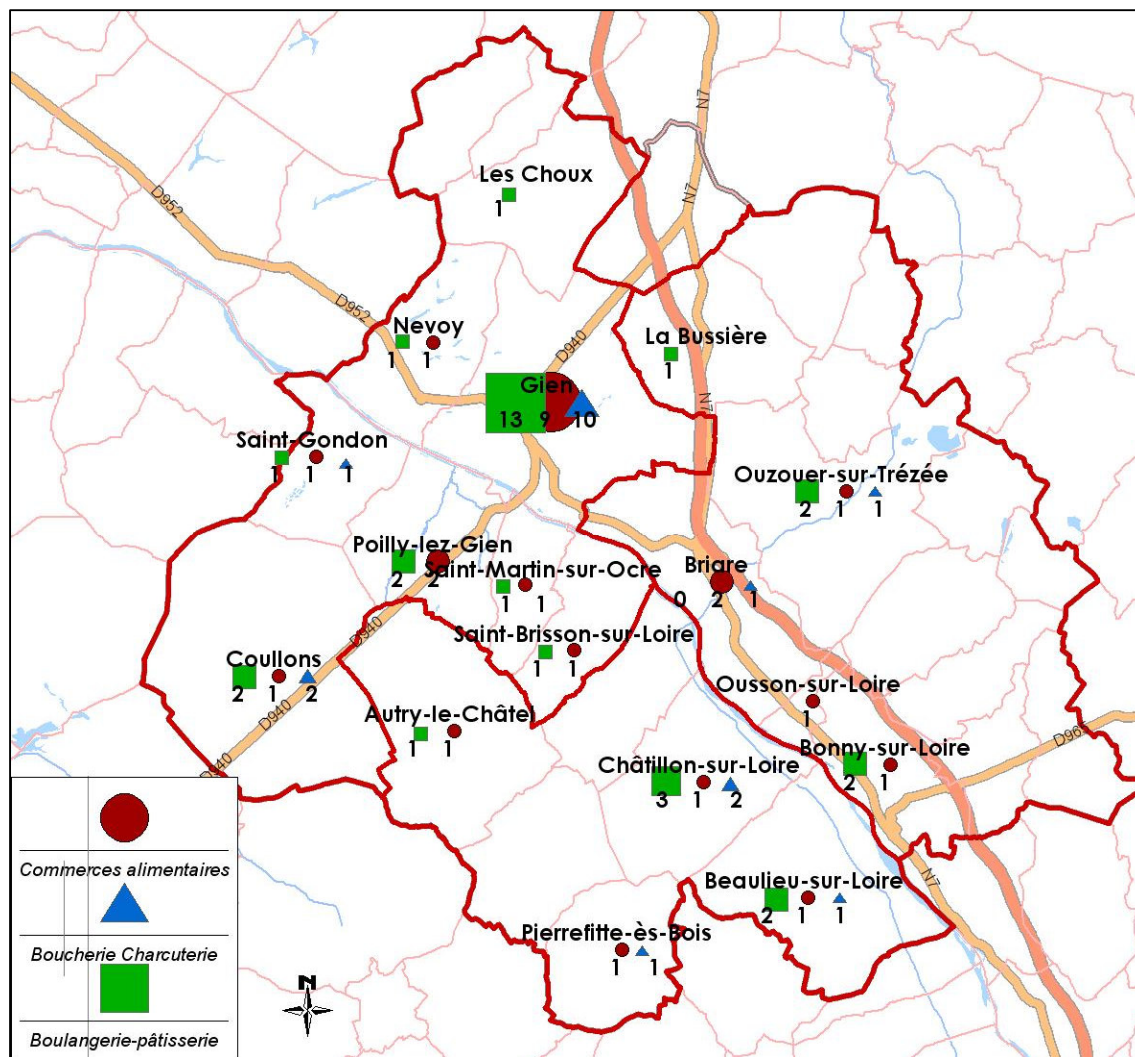 N7
N7
Les Choux
1
D952
D952
Nevoy
1 1
D940
La Bussière
1
Gien
13 9 10
N7
Saint-Gondon
1 1 1
Ouzouer-sur-Trézée
2 1 1
Poilly-lez-Gien
2 2
Saint-Martin-sur-Ocre
1 1
Briare
0 2 1
D940
Saint-Brisson-sur-Loire
1 1
Coullons
2 1 2
D940
Ousson-sur-Loire
1
Autry-le-Châtel
1 1
Bonny-sur-Loire
2 1
D965
Châtillon-sur-Loire
3 1 2
D940
Beaulieu-sur-Loire
2 1 1
N7
Pierrefitte-ès-Bois
1 1
Commerces alimentaires
Boucherie Charcuterie
Boulangerie-pâtisserie
N